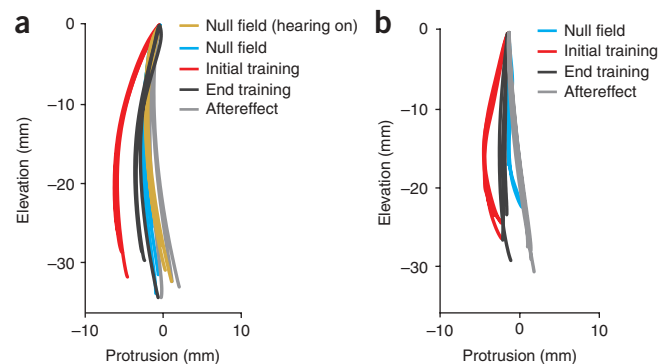 a
Null field (hearing on)
Null field
Initial training
End training
Aftereffect
0
–10
–20
–30
Elevation (mm)
–10
0
10
Protrusion (mm)
b
Null field
Initial training
End training
Aftereffect
0
–10
–20
–30
Elevation (mm)
–10
0
10
Protrusion (mm)